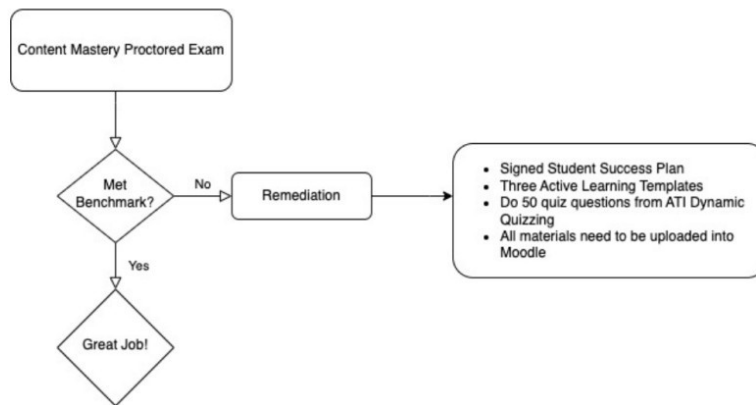 Content Mastery Proctored Exam
Met
Benchmark?
No
Remediation
• Signed Student Success Plan
• Three Active Learning Templates
• Do 50 quiz questions from ATI Dynamic
Quizzing
• All materials need to be uploaded into
Moodle
Yes
Great Job!